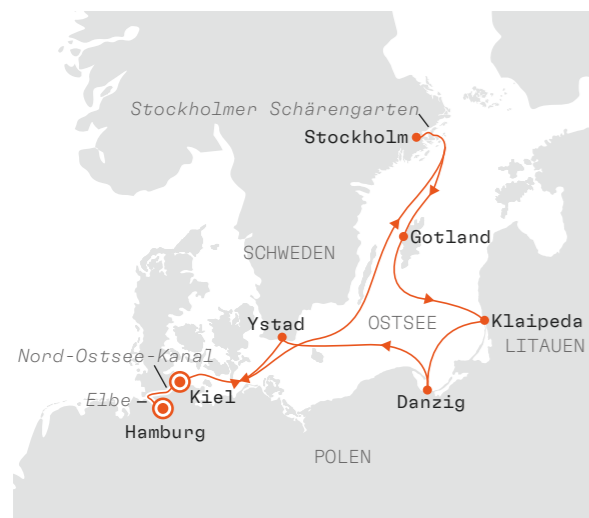 Stockholmer Schärengarten
Stockholm
Gotland
SCHWEDEN
Ystad
OSTSEE
Klaipeda
LITAUEN
Nord-Ostsee-Kanal
Kiel
Elbe
Danzig
Hamburg
POLEN